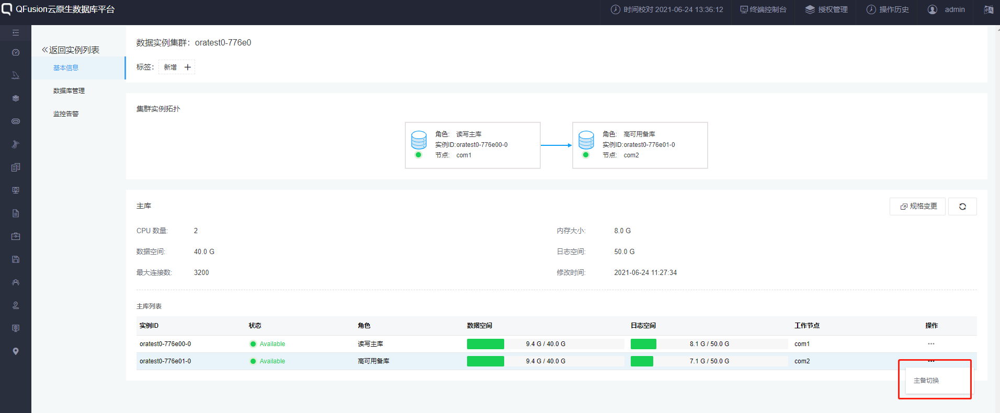 QFusion云原生数据库平台
时间校对 2021-06-24 13:36:12
终端控制台
授权管理
操作历史
admin
返回实例列表
基本信息
数据库管理
监控告警
数据实例集群：oratest0-776e0
标签：
新增 +
集群实例拓扑
角色: 读写主库
实例ID:oratest0-776e00-0
节点: com1
角色: 高可用备库
实例ID:oratest0-776e01-0
节点: com2
主库
规格变更
CPU 数量: 2
内存大小: 8.0 G
数据空间: 40.0 G
日志空间: 50.0 G
最大连接数: 3200
修改时间: 2021-06-24 11:27:34
主库列表
实例ID 状态 角色 数据空间 日志空间 工作节点 操作
oratest0-776e00-0 Available 读写主库 9.4 G / 40.0 G 8.1 G / 50.0 G com1 ···
oratest0-776e01-0 Available 高可用备库 9.4 G / 40.0 G 7.1 G / 50.0 G com2 ···
主备切换